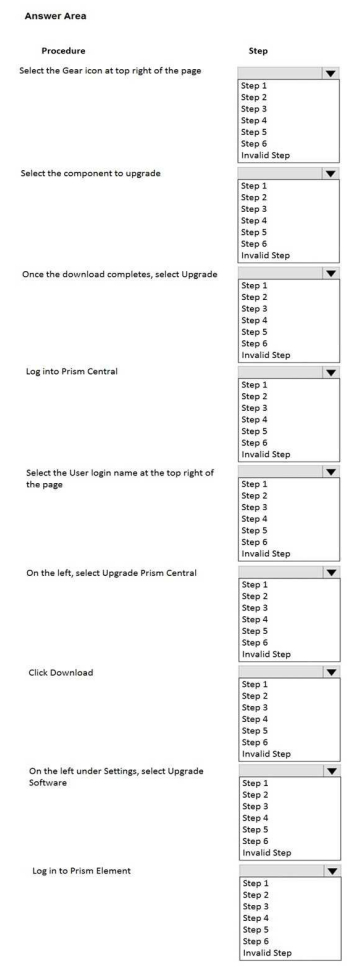 Answer Area
Procedure Step
Select the Gear icon at top right of the page
Step 1
Step 2
Step 3
Step 4
Step 5
Step 6
Invalid Step
Select the component to upgrade
Step 1
Step 2
Step 3
Step 4
Step 5
Step 6
Invalid Step
Once the download completes, select Upgrade
Step 1
Step 2
Step 3
Step 4
Step 5
Step 6
Invalid Step
Log into Prism Central
Step 1
Step 2
Step 3
Step 4
Step 5
Step 6
Invalid Step
Select the User login name at the top right of
the page
Step 1
Step 2
Step 3
Step 4
Step 5
Step 6
Invalid Step
On the left, select Upgrade Prism Central
Step 1
Step 2
Step 3
Step 4
Step 5
Step 6
Invalid Step
Click Download
Step 1
Step 2
Step 3
Step 4
Step 5
Step 6
Invalid Step
On the left under Settings, select Upgrade
Software
Step 1
Step 2
Step 3
Step 4
Step 5
Step 6
Invalid Step
Log in to Prism Element
Step 1
Step 2
Step 3
Step 4
Step 5
Step 6
Invalid Step